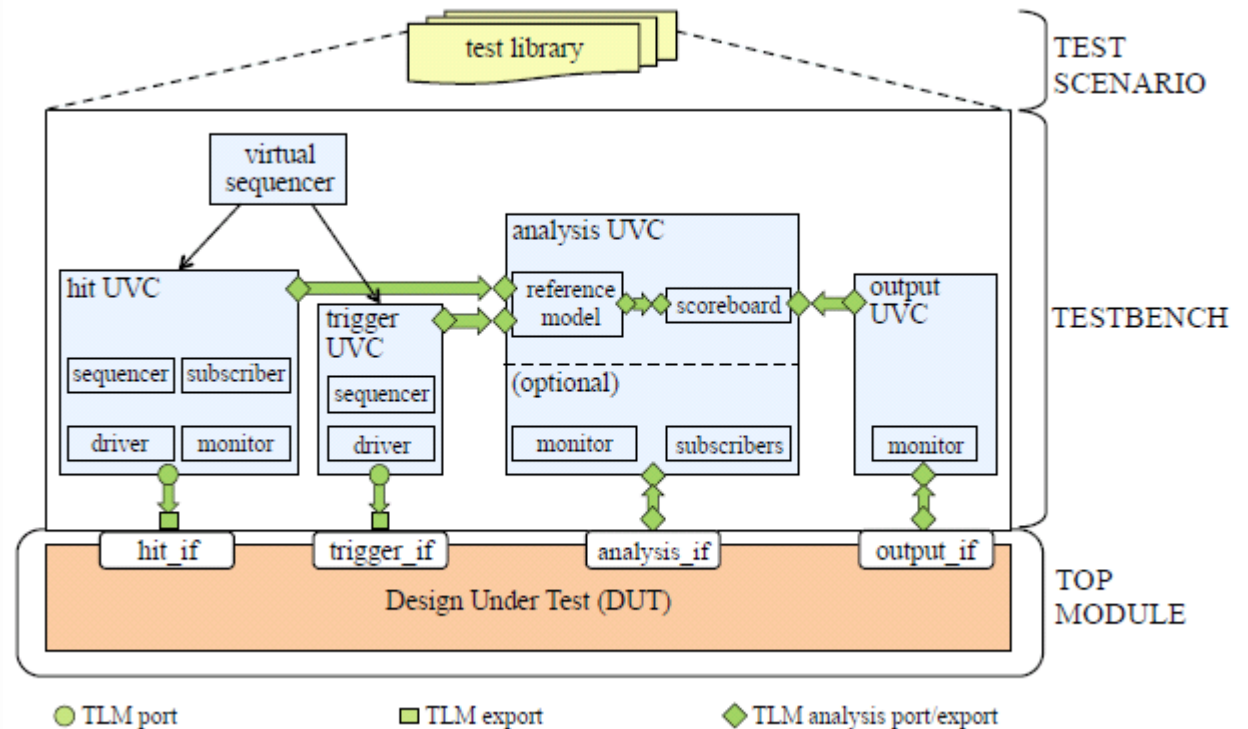 test library
TEST
SCENARIO
virtual
sequencer
analysis UVC
hit UVC
reference
model
scoreboard
output
UVC
trigger
UVC
TESTBENCH
sequencer
subscriber
sequencer
(optional)
driver
monitor
driver
monitor
subscribers
monitor
hit_if
trigger_if
analysis_if
output_if
Design Under Test (DUT)
TOP
MODULE
TLM port
TLM export
TLM analysis port/export